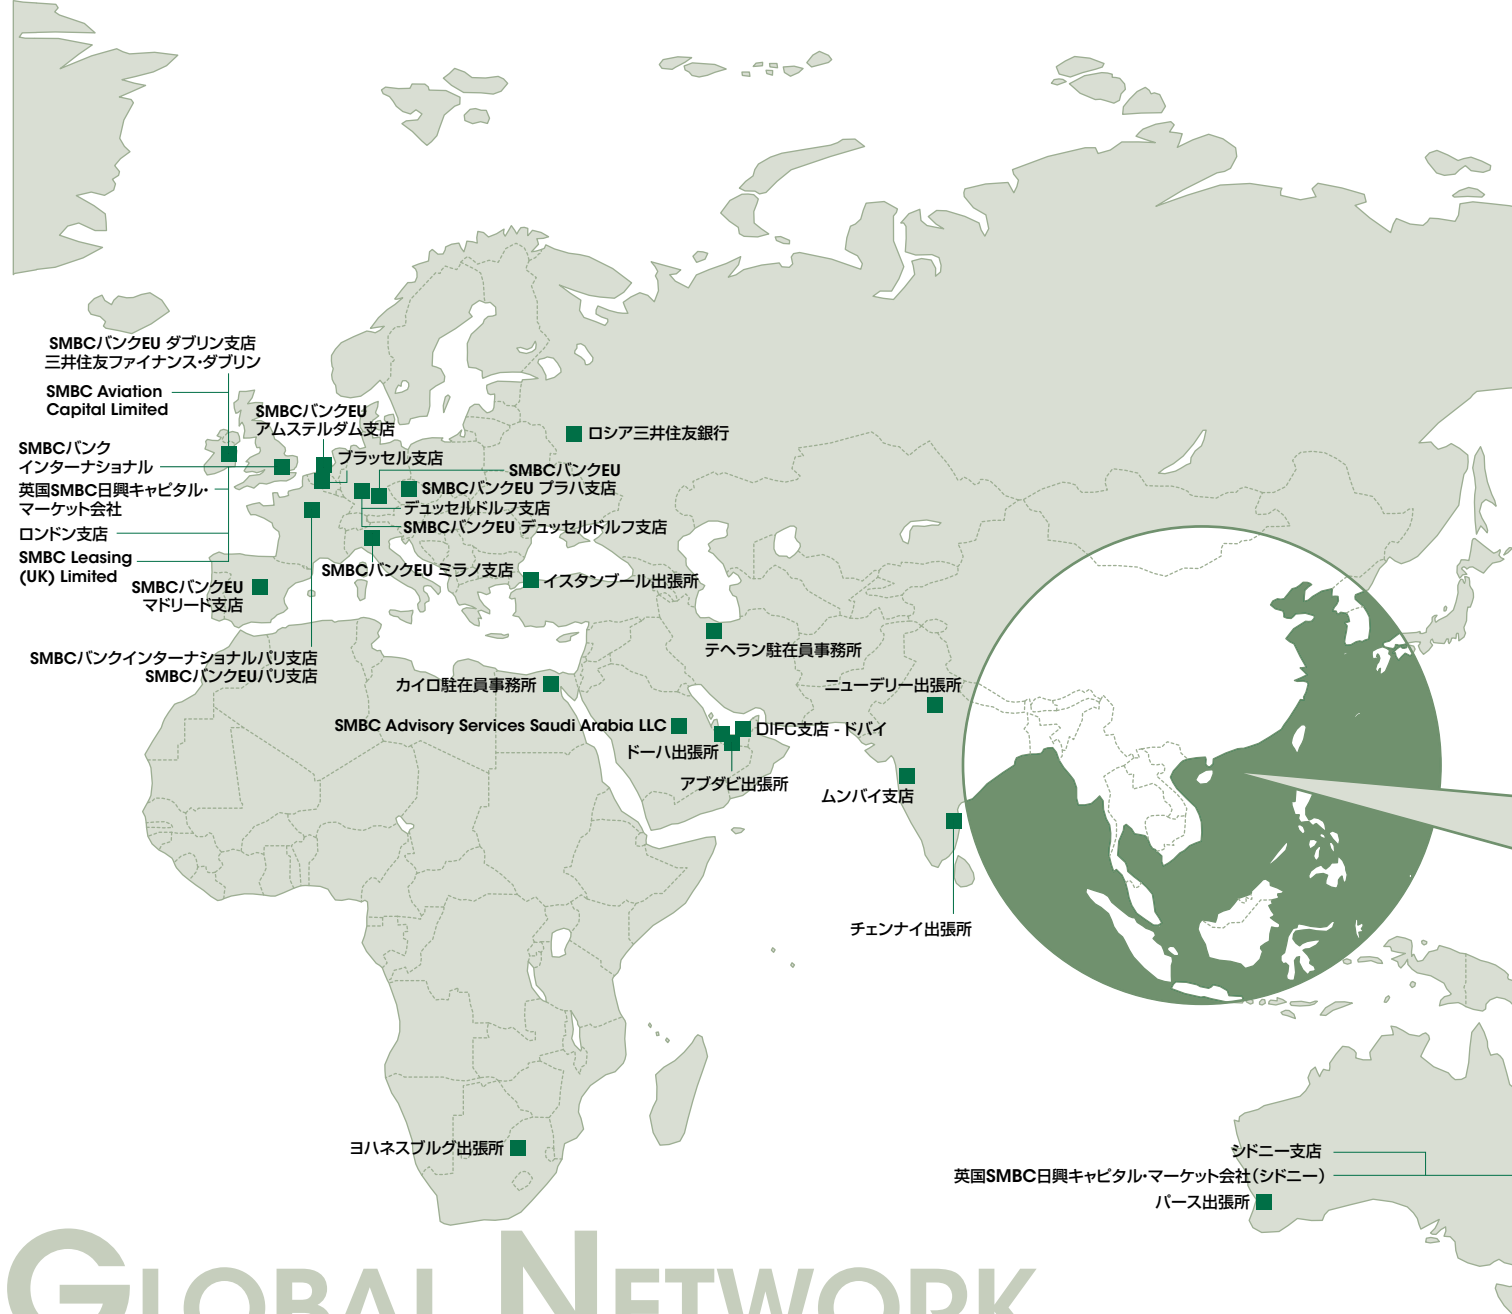 SMBCバンクEU ダブリン支店
三井住友ファイナンス・ダブリン
SMBC Aviation
Capital Limited
SMBCバンク
インターナショナル
英国SMBC日興キャピタル・
マーケット会社
ロンドン支店
SMBC Leasing
(UK) Limited
SMBCバンクEU
アムステルダム支店
ブラッセル支店
SMBCバンクEU
SMBCバンクEU プラハ支店
デュッセルドルフ支店
SMBCバンクEU デュッセルドルフ支店
SMBCバンクEU ミラノ支店
SMBCバンクEU
マドリード支店
SMBCバンクインターナショナルパリ支店
SMBCバンクEUパリ支店
ロシア三井住友銀行
イスタンブール出張所
テヘラン駐在員事務所
カイロ駐在員事務所
SMBC Advisory Services Saudi Arabia LLC
DIFC支店 - ドバイ
ドーハ出張所
アブダビ出張所
ニューデリー出張所
ムンバイ支店
チェンナイ出張所
ヨハネスブルグ出張所
シドニー支店
英国SMBC日興キャピタル・マーケット会社(シドニー)
パース出張所
GLOBAL NETWORK